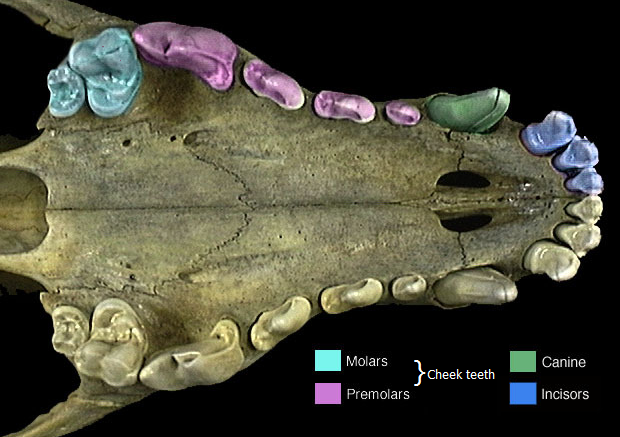 Molars
Premolars
Cheek teeth
Canine
Incisors